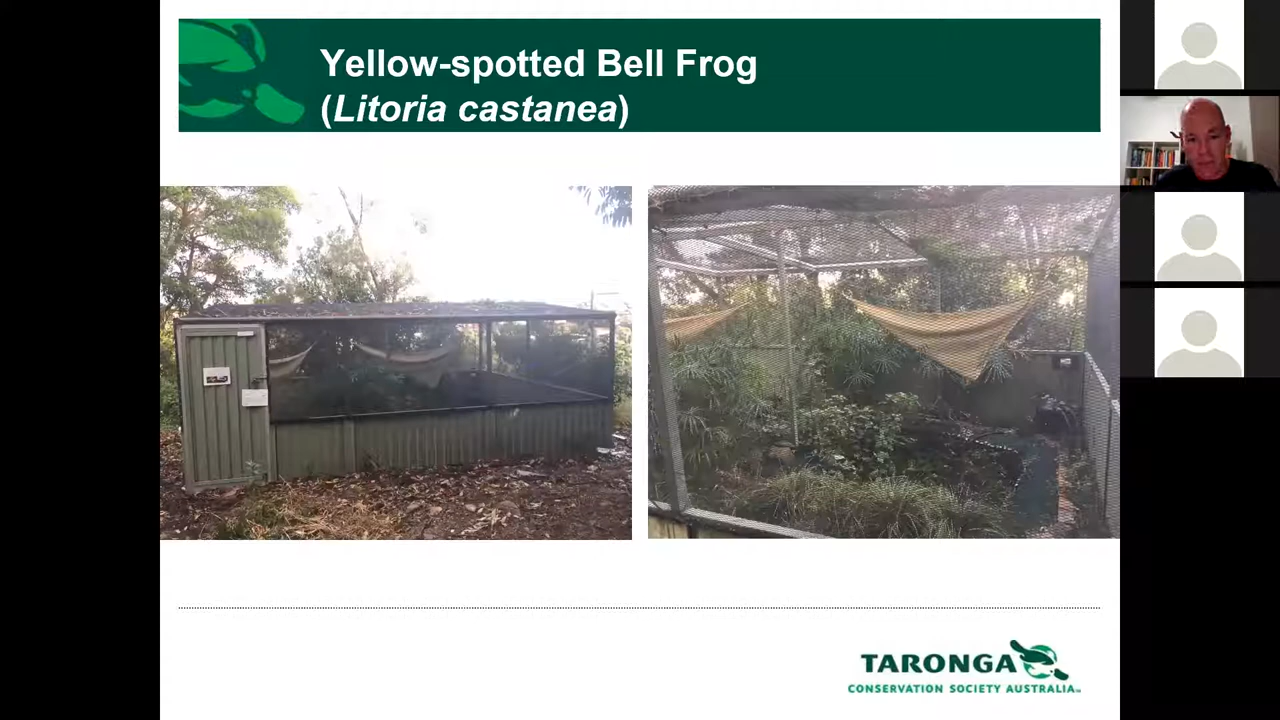 Yellow-spotted Bell Frog
(Litoria castanea)
TARONGA
CONSERVATION SOCIETY AUSTRALIA